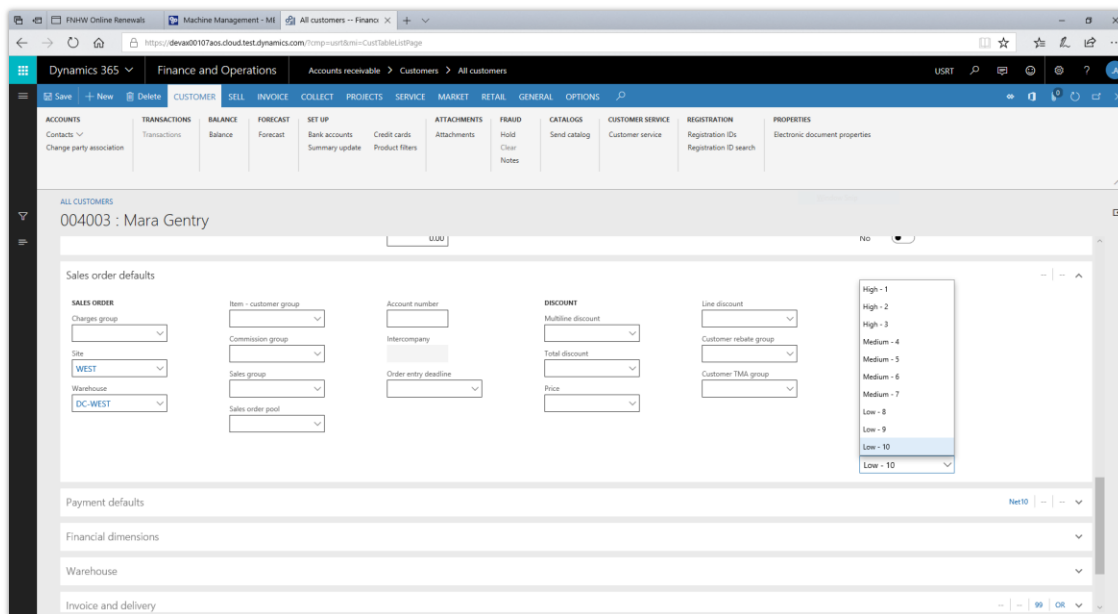 FNHW Online Renewals
Machine Management - ME
All customers -- Financ
https://devax00107aos.cloud.test.dynamics.com/?cmp=usrt&mi=CustTableListPage
Dynamics 365
Finance and Operations
Accounts receivable > Customers > All customers
USRT
Save + New Delete CUSTOMER SELL INVOICE COLLECT PROJECTS SERVICE MARKET RETAIL GENERAL OPTIONS
0
ACCOUNTS TRANSACTIONS BALANCE FORECAST SET UP ATTACHMENTS FRAUD CATALOGS CUSTOMER SERVICE REGISTRATION PROPERTIES
Contacts Transactions Balance Forecast Bank accounts Credit cards Attachments Hold Send catalog Customer service Registration IDs Electronic document properties
Change party association Summary update Product filters Clear Registration ID search
Notes
ALL CUSTOMERS
004003 : Mara Gentry
0.00 No
Sales order defaults
-- --
SALES ORDER
Charges group
Site
WEST
Warehouse
DC-WEST
Item - customer group
Commission group
Sales group
Sales order pool
Account number
Intercompany
Order entry deadline
DISCOUNT
Multiline discount
Total discount
Price
Line discount
Customer rebate group
Customer TMA group
High - 1
High - 2
High - 3
Medium - 4
Medium - 5
Medium - 6
Medium - 7
Low - 8
Low - 9
Low - 10
Low - 10
Payment defaults Net10 -- --
Financial dimensions
Warehouse
Invoice and delivery -- -- 99 OR